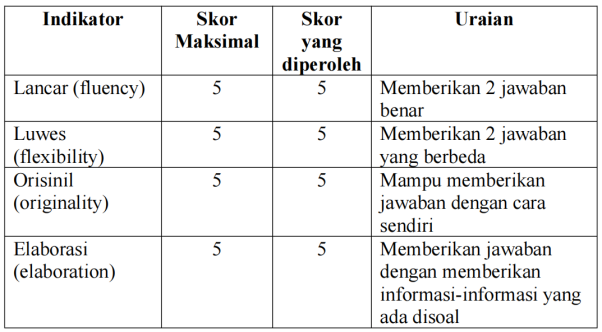 Indikator Skor Maksimal Skor yang diperoleh Uraian
Lancar (fluency) 5 5 Memberikan 2 jawaban
benar
Luwes 5 5 Memberikan 2 jawaban
(flexibility) yang berbeda
Orisinil 5 5 Mampu memberikan
(originality) jawaban dengan cara
sendiri
Elaborasi 5 5 Memberikan jawaban
(elaboration) dengan memberikan
informasi-informasi yang
ada disoal